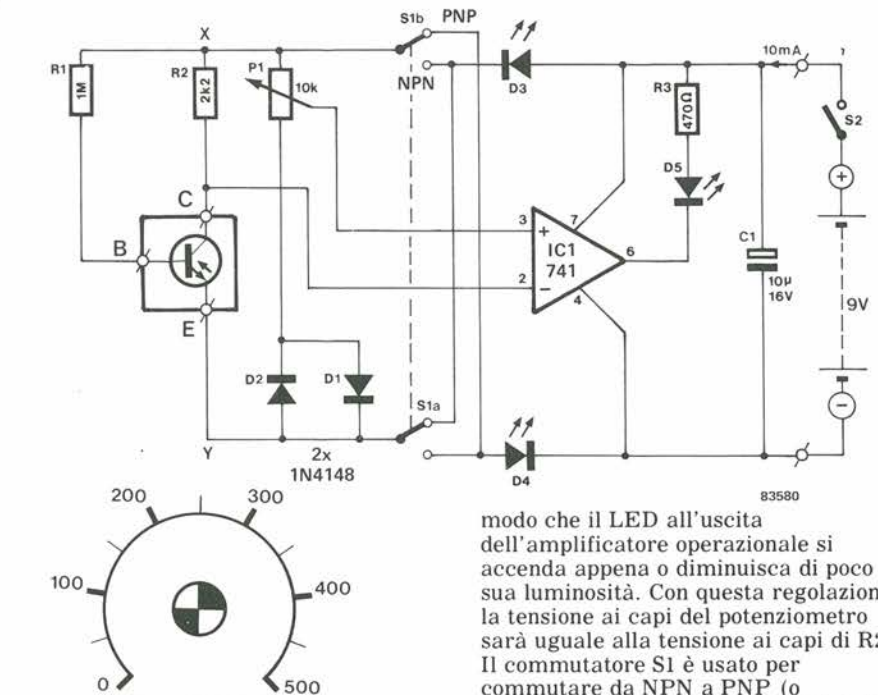 S1b PNP
X
R1
1M
R2
2k2
P1
10k
NPN
D3
R3
470Ω
10mA
S2
D5
C
B
E
3
+
7
IC1
741
6
2
−
4
C1
10µ
16V
+
9V
−
D2
D1
S1a
Y
2x
1N4148
D4
83580
0
100
200
300
400
500
modo che il LED all'uscita
dell'amplificatore operazionale si
accenda appena o diminuisca di poco
sua luminosità. Con questa regolazion
la tensione ai capi del potenziometro
sarà uguale alla tensione ai capi di R2
Il commutatore S1 è usato per
commutare da NPN a PNP (o